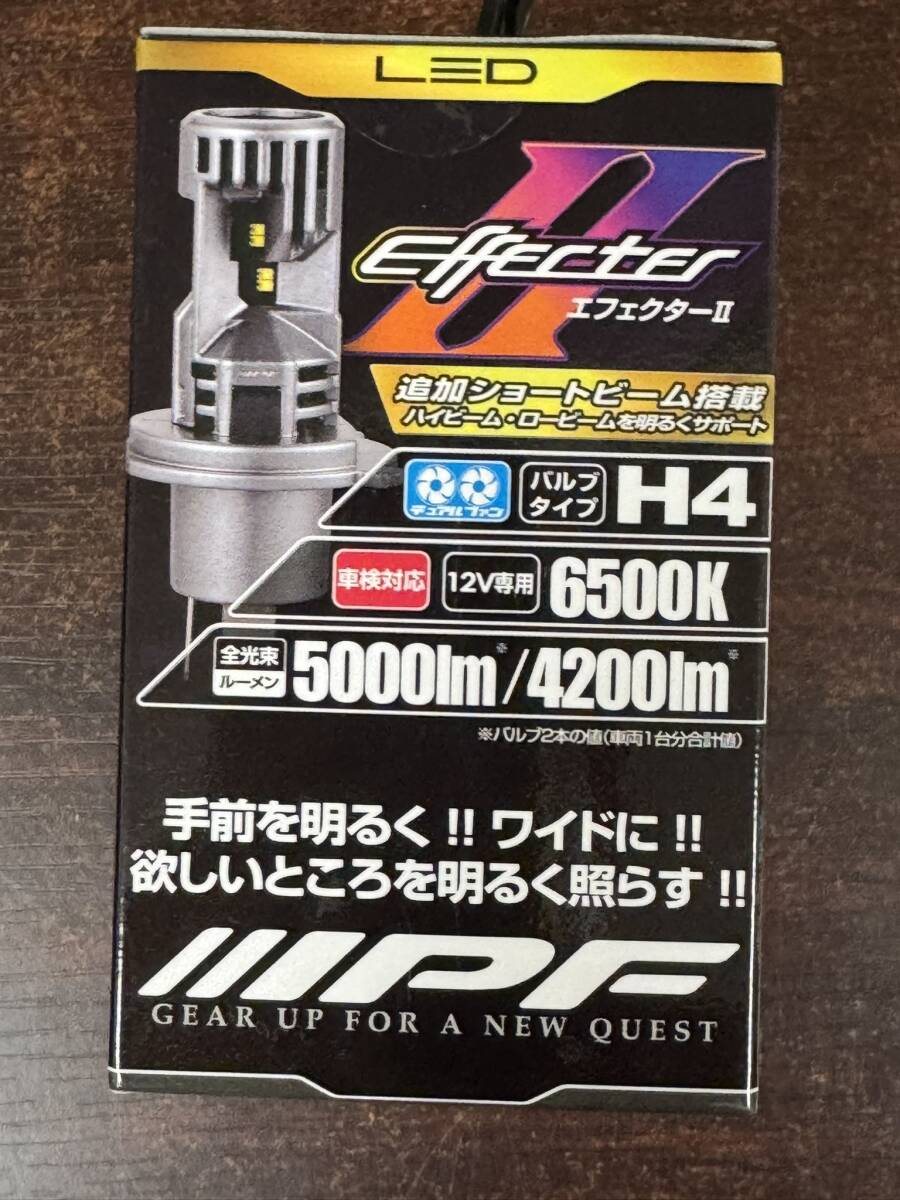 LED
II
Effecter
エフェクターII
追加ショートビーム搭載
ハイビーム・ロービームを明るくサポート
デュアルファン バルブタイプ H4
車検対応 12V専用 6500K
全光束 ルーメン 5000lm※/4200lm※
※バルブ2本の値(車両1台分合計値)
手前を明るく!!ワイドに!!
欲しいところを明るく照らす!!
IPF
GEAR UP FOR A NEW QUEST